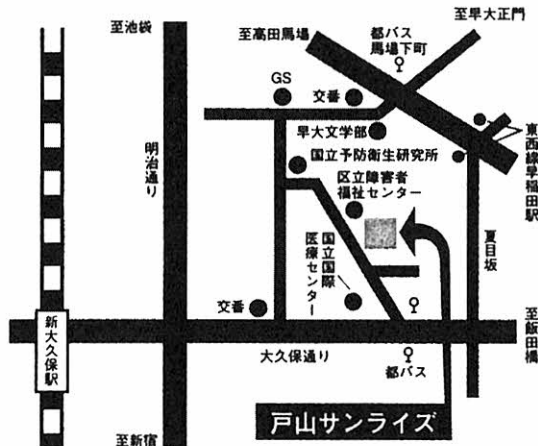 至池袋
至高田馬場
都バス
馬場下町
至早大正門
GS
交番
早大文学部
国立予防衛生研究所
区立障害者
福祉センター
東西線早稲田駅
明治通り
夏目坂
国立国際
医療センター
交番
新大久保駅
大久保通り
都バス
至飯田橋
至新宿
戸山サンライズ